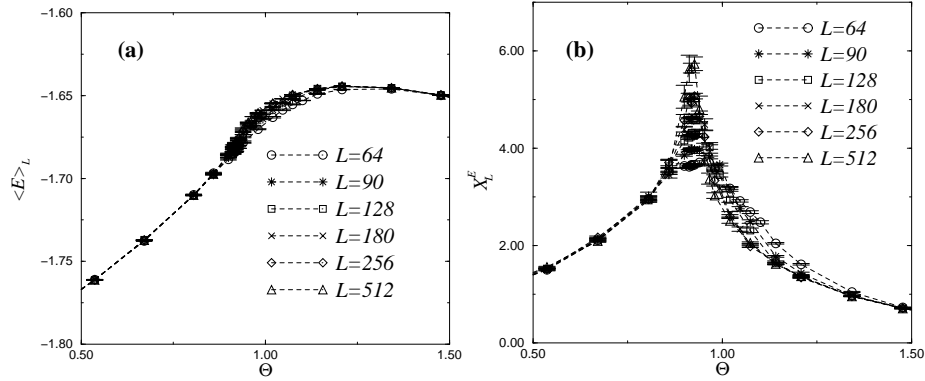 (a)
<E>_L
-1.60
-1.65
-1.70
-1.75
-1.80
0.50
1.00
1.50
Θ
L=64
L=90
L=128
L=180
L=256
L=512
(b)
X_L^E
6.00
4.00
2.00
0.00
0.50
1.00
1.50
Θ
L=64
L=90
L=128
L=180
L=256
L=512